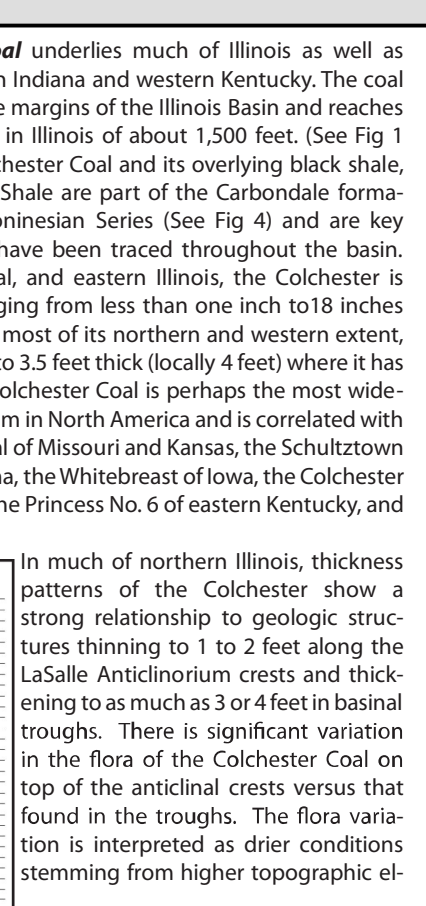 oal underlies much of Illinois as well as
n Indiana and western Kentucky. The coal
e margins of the Illinois Basin and reaches
in Illinois of about 1,500 feet. (See Fig 1
chester Coal and its overlying black shale,
Shale are part of the Carbondale forma-
oninesian Series (See Fig 4) and are key
have been traced throughout the basin.
al, and eastern Illinois, the Colchester is
ging from less than one inch to18 inches
most of its northern and western extent,
to 3.5 feet thick (locally 4 feet) where it has
olchester Coal is perhaps the most wide-
m in North America and is correlated with
al of Missouri and Kansas, the Schultztown
na, the Whitebreast of Iowa, the Colchester
he Princess No. 6 of eastern Kentucky, and
In much of northern Illinois, thickness
patterns of the Colchester show a
strong relationship to geologic struc-
tures thinning to 1 to 2 feet along the
LaSalle Anticlinorium crests and thick-
ening to as much as 3 or 4 feet in basinal
troughs. There is significant variation
in the flora of the Colchester Coal on
top of the anticlinal crests versus that
found in the troughs. The flora varia-
tion is interpreted as drier conditions
stemming from higher topographic el-